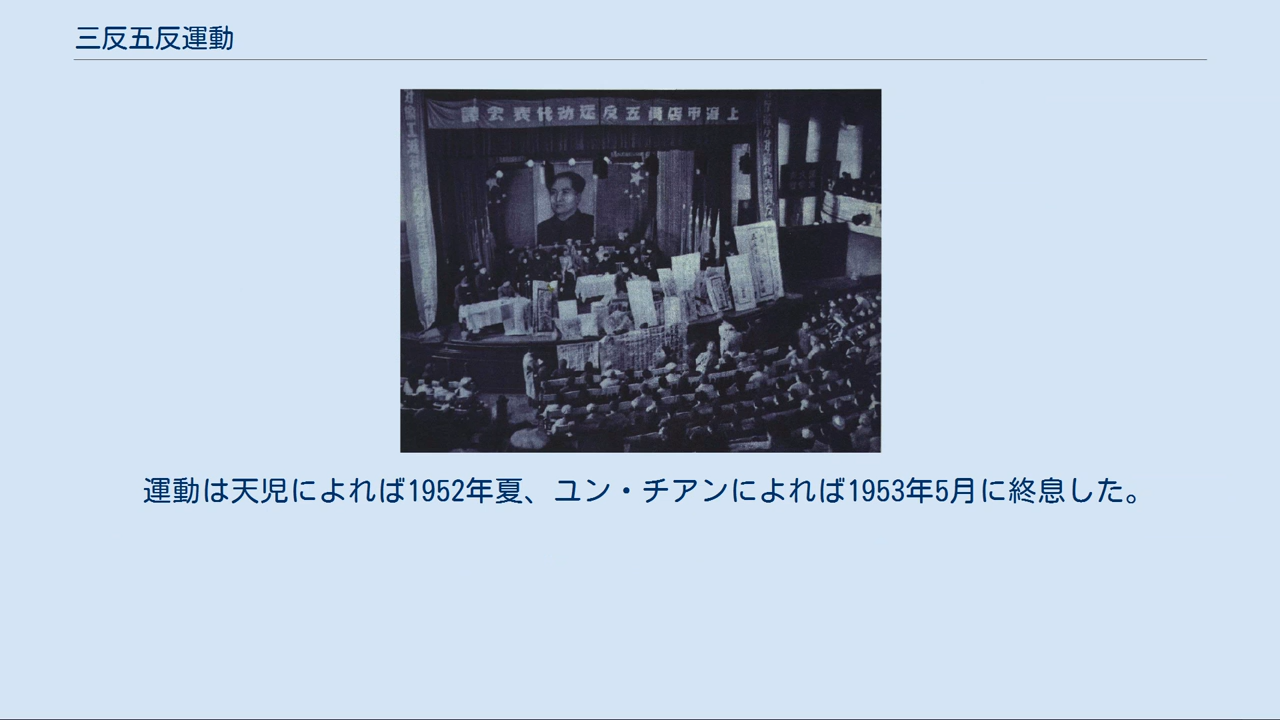 三反五反運動
上海市店員五反运动代表会議
運動は天児によれば1952年夏、ユン・チアンによれば1953年5月に終息した。